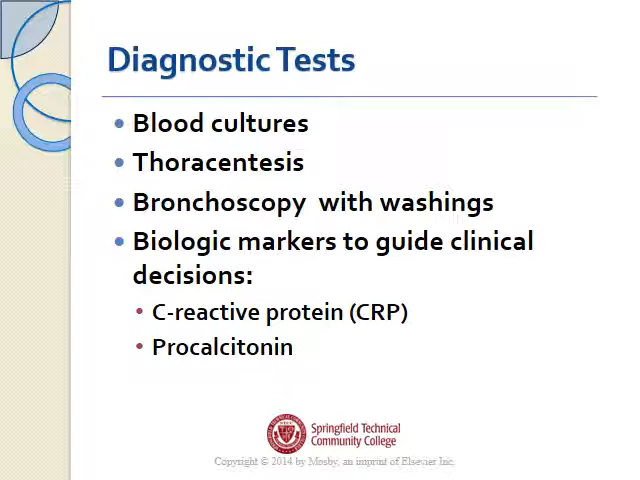 Diagnostic Tests
• Blood cultures
• Thoracentesis
• Bronchoscopy with washings
• Biologic markers to guide clinical
decisions:
• C-reactive protein (CRP)
• Procalcitonin
Springfield Technical
Community College
Copyright © 2014 by Mosby, an imprint of Elsevier Inc.